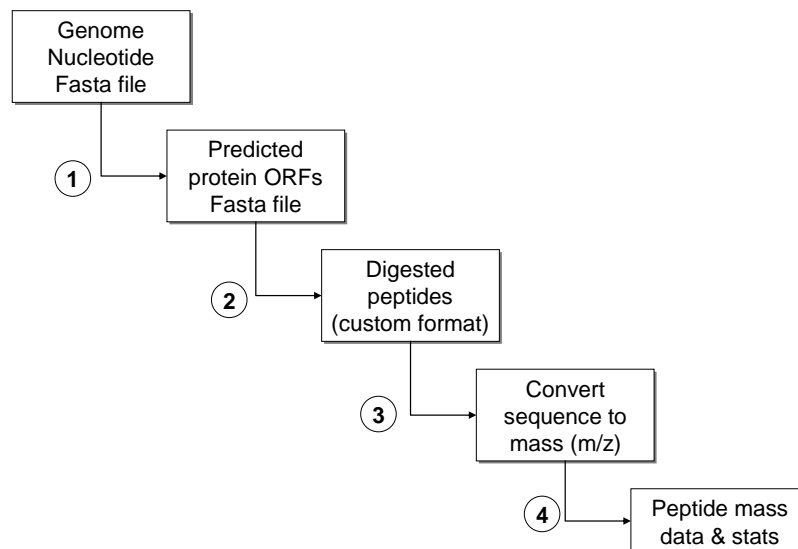 Genome
Nucleotide
Fasta file
1
Predicted
protein ORFs
Fasta file
2
Digested
peptides
(custom format)
3
Convert
sequence to
mass (m/z)
4
Peptide mass
data & stats